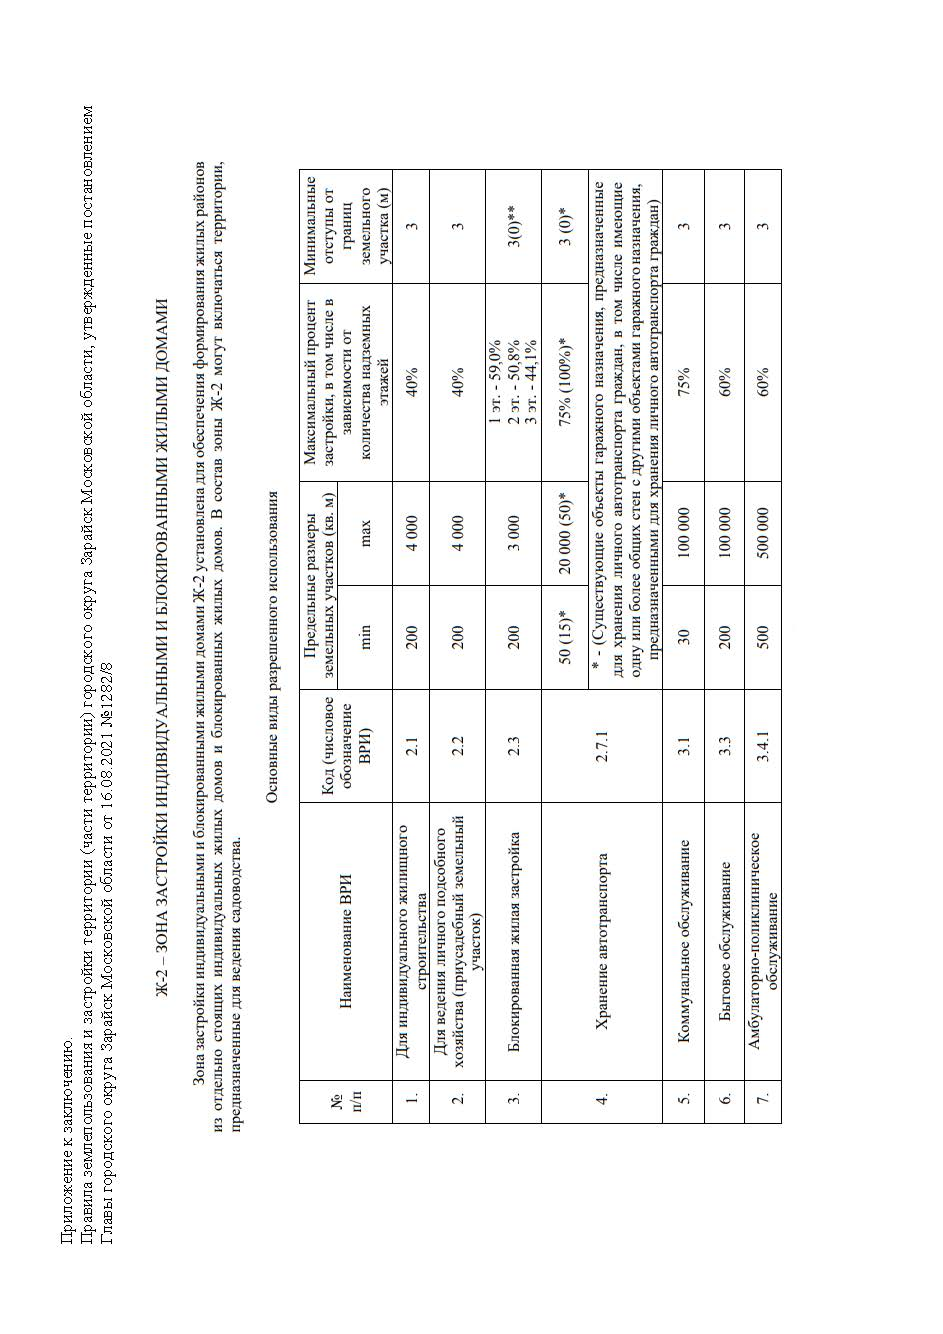 Приложение к заключению.
Правила землепользования и застройки территории (части территории) городского округа Зарайск Московской области, утвержденные постановлением
Главы городского округа Зарайск Московской области от 16.08.2021 №1282/8
Ж-2 – ЗОНА ЗАСТРОЙКИ ИНДИВИДУАЛЬНЫМИ И БЛОКИРОВАННЫМИ ЖИЛЫМИ ДОМАМИ
Зона застройки индивидуальными и блокированными жилыми домами Ж-2 установлена для обеспечения формирования жилых районов
из отдельно стоящих индивидуальных жилых домов и блокированных жилых домов. В состав зоны Ж-2 могут включаться территории,
предназначенные для ведения садоводства.
Основные виды разрешенного использования
№
п/п
Наименование ВРИ
Код (числовое
обозначение
ВРИ)
Предельные размеры
земельных участков (кв. м)
min
max
Максимальный процент
застройки, в том числе в
зависимости от
количества надземных
этажей
Минимальные
отступы от
границ
земельного
участка (м)
1.
Для индивидуального жилищного
строительства
2.1
200
4 000
40%
3
2.
Для ведения личного подсобного
хозяйства (приусадебный земельный
участок)
2.2
200
4 000
40%
3
3.
Блокированная жилая застройка
2.3
200
3 000
1 эт. - 59,0%
2 эт. - 50,8%
3 эт. - 44,1%
3(0)**
4.
Хранение автотранспорта
2.7.1
50 (15)*
20 000 (50)*
75% (100%)*
3 (0)*
* - (Существующие объекты гаражного назначения, предназначенные
для хранения личного автотранспорта граждан, в том числе имеющие
одну или более общих стен с другими объектами гаражного назначения,
предназначенными для хранения личного автотранспорта граждан)
5.
Коммунальное обслуживание
3.1
30
100 000
75%
3
6.
Бытовое обслуживание
3.3
200
100 000
60%
3
7.
Амбулаторно-поликлиническое
обслуживание
3.4.1
500
500 000
60%
3